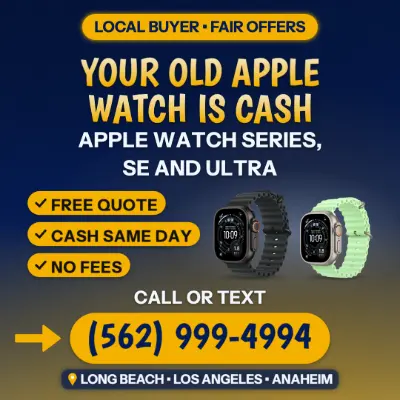 LOCAL BUYER • FAIR OFFERS
YOUR OLD APPLE
WATCH IS CASH
APPLE WATCH SERIES,
SE AND ULTRA
FREE QUOTE
CASH SAME DAY
NO FEES
CALL OR TEXT
(562) 999-4994
LONG BEACH • LOS ANGELES • ANAHEIM